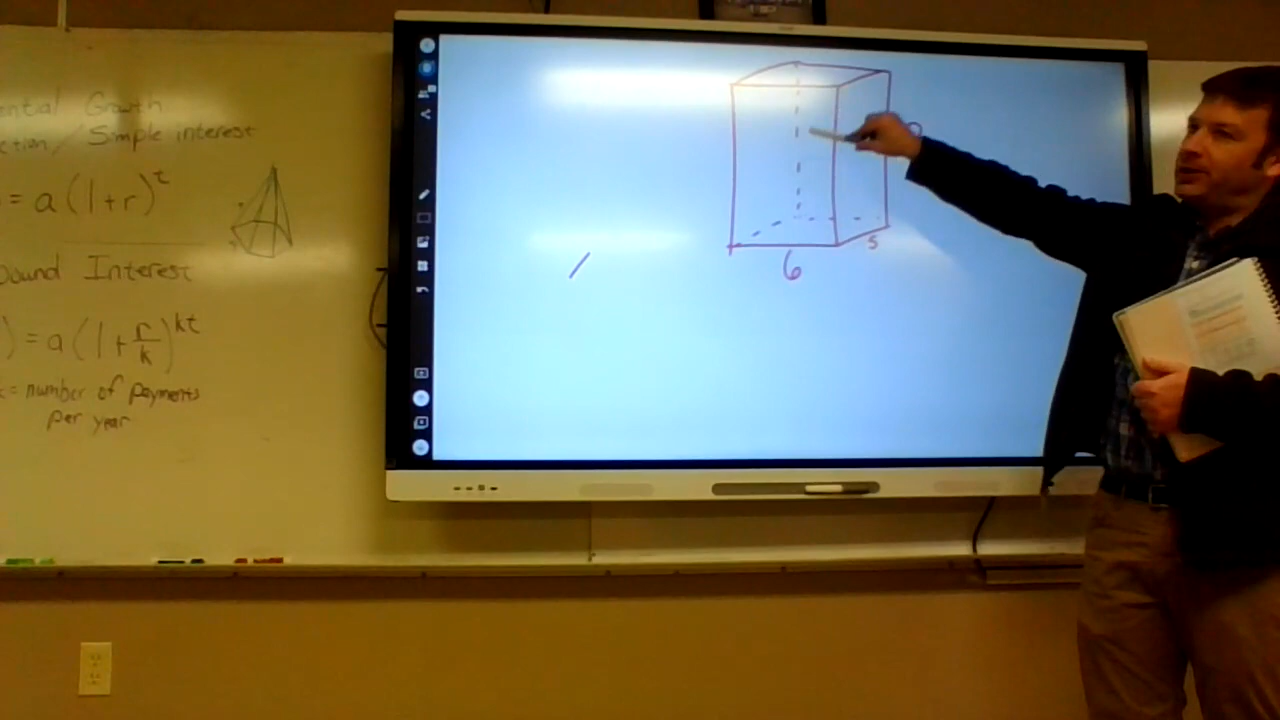 ential Growth
ction / Simple interest
= a(1+r)^t
ound Interest
) = a(1+r/k)^kt
= number of payments
per year
5
6